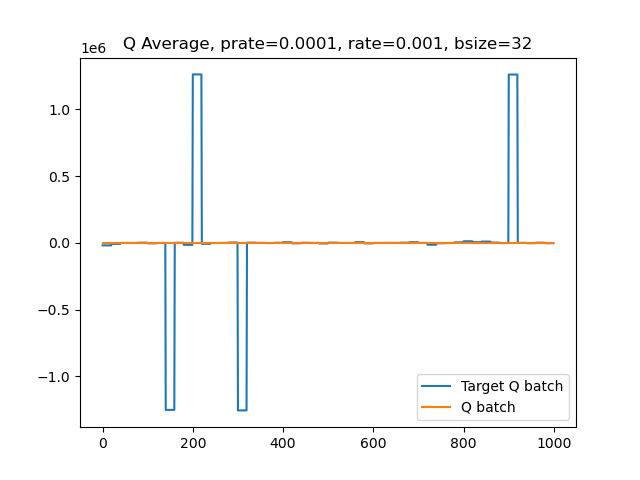 Q Average, prate=0.0001, rate=0.001, bsize=32
1e6
1.0
0.5
0.0
−0.5
−1.0
0 200 400 600 800 1000
Target Q batch
Q batch